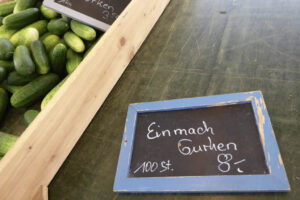 Einmach
Gurken
100 St. 8,-